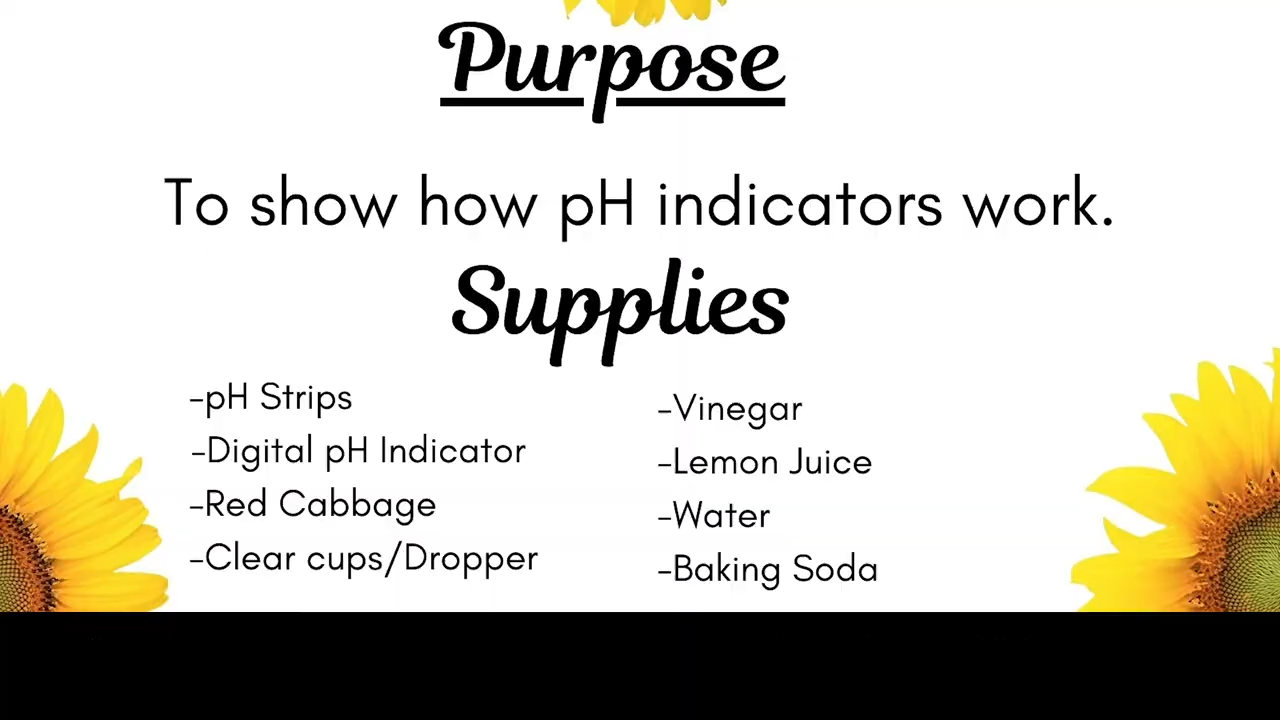 Purpose
To show how pH indicators work.
Supplies
-pH Strips
-Digital pH Indicator
-Red Cabbage
-Clear cups/Dropper
-Vinegar
-Lemon Juice
-Water
-Baking Soda